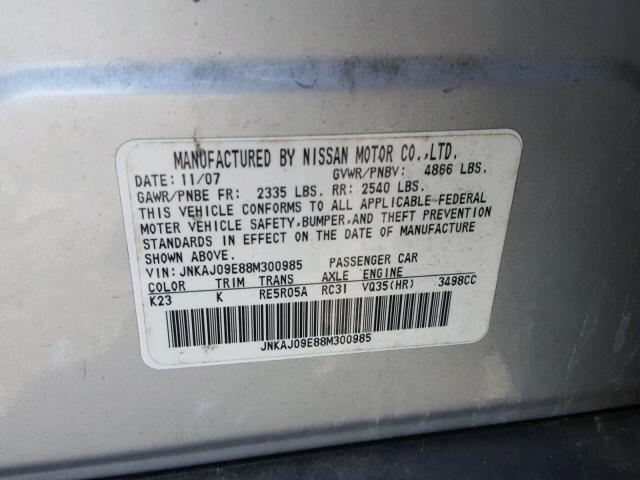 MANUFACTURED BY NISSAN MOTOR CO.,LTD.
DATE: 11/07 GVWR/PNBV: 4866 LBS.
GAWR/PNBE FR: 2335 LBS. RR: 2540 LBS.
THIS VEHICLE CONFORMS TO ALL APPLICABLE FEDERAL
MOTER VEHICLE SAFETY, BUMPER, AND THEFT PREVENTION
STANDARDS IN EFFECT ON THE DATE OF MANUFACTURE
SHOWN ABOVE.
VIN: JNKAJ09E88M300985 PASSENGER CAR
COLOR TRIM TRANS AXLE ENGINE
K23 K RE5R05A RC31 VQ35(HR) 3498CC
JNKAJ09E88M300985